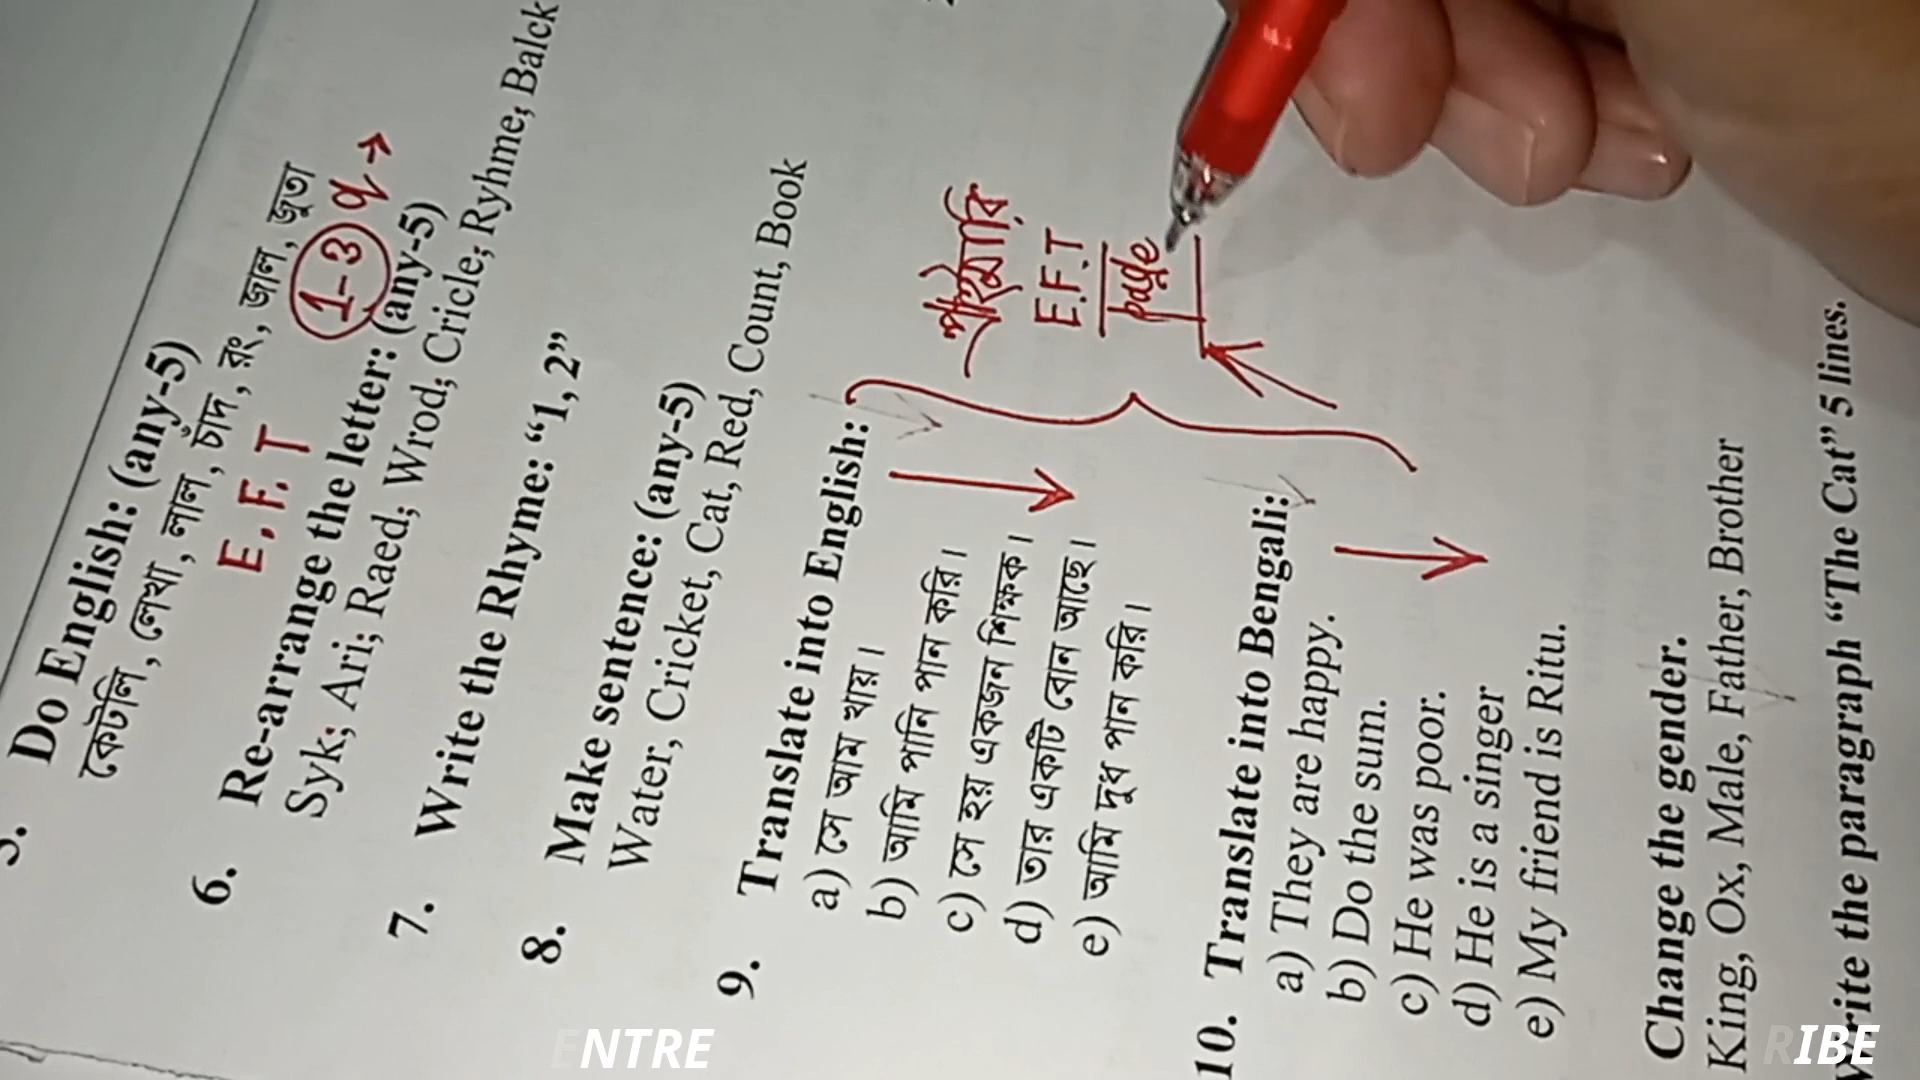 5. Do English: (any-5)
কেটলি, লেখা, লাল, চাঁদ, রং, জাল, জুতা
E.F.T
1-3
6. Re-arrange the letter: (any-5)
Syk; Ari; Raed; Wrod; Cricle; Ryhme; Balck
7. Write the Rhyme: “1, 2”
8. Make sentence: (any-5)
Water, Cricket, Cat, Red, Count, Book
9. Translate into English:
a) সে আম খায়।
b) আমি পানি পান করি।
c) সে হয় একজন শিক্ষক।
d) তার একটি বোন আছে।
e) আমি দুধ পান করি।
E.F.T
page
10. Translate into Bengali:
a) They are happy.
b) Do the sum.
c) He was poor.
d) He is a singer
e) My friend is Ritu.
Change the gender.
King, Ox, Male, Father, Brother
Write the paragraph “The Cat” 5 lines.
ENTRE
RIBE